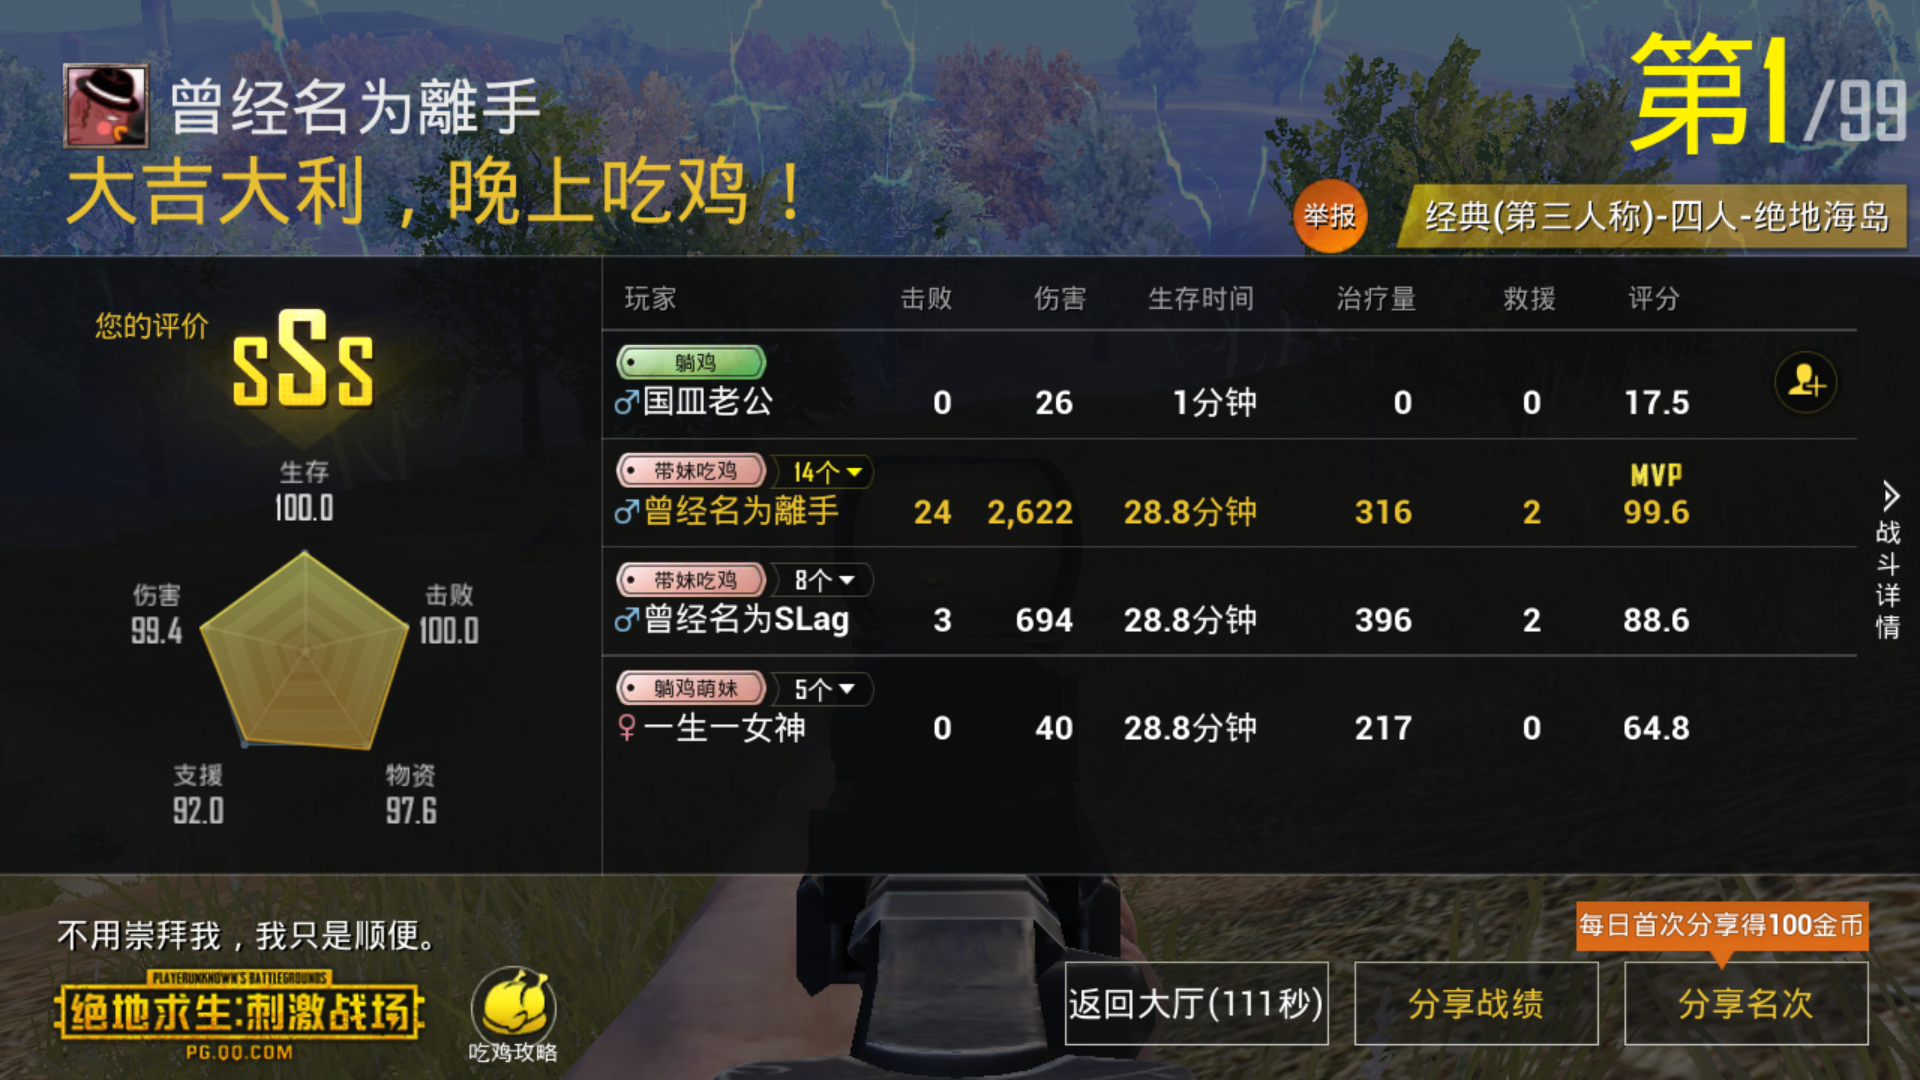 曾经名为離手
大吉大利，晚上吃鸡！
第1/99
举报
经典(第三人称)-四人-绝地海岛
您的评价
sSs
生存
100.0
伤害
99.4
击败
100.0
支援
92.0
物资
97.6
玩家 击败 伤害 生存时间 治疗量 救援 评分
躺鸡
♂国皿老公 0 26 1分钟 0 0 17.5
带妹吃鸡 14个 MVP
♂曾经名为離手 24 2,622 28.8分钟 316 2 99.6
带妹吃鸡 8个
♂曾经名为SLag 3 694 28.8分钟 396 2 88.6
躺鸡萌妹 5个
♀一生一女神 0 40 28.8分钟 217 0 64.8
战斗详情
不用崇拜我，我只是顺便。
PLAYERUNKNOWN'S BATTLEGROUNDS
绝地求生:刺激战场
PG.QQ.COM
吃鸡攻略
每日首次分享得100金币
返回大厅(111秒)
分享战绩
分享名次